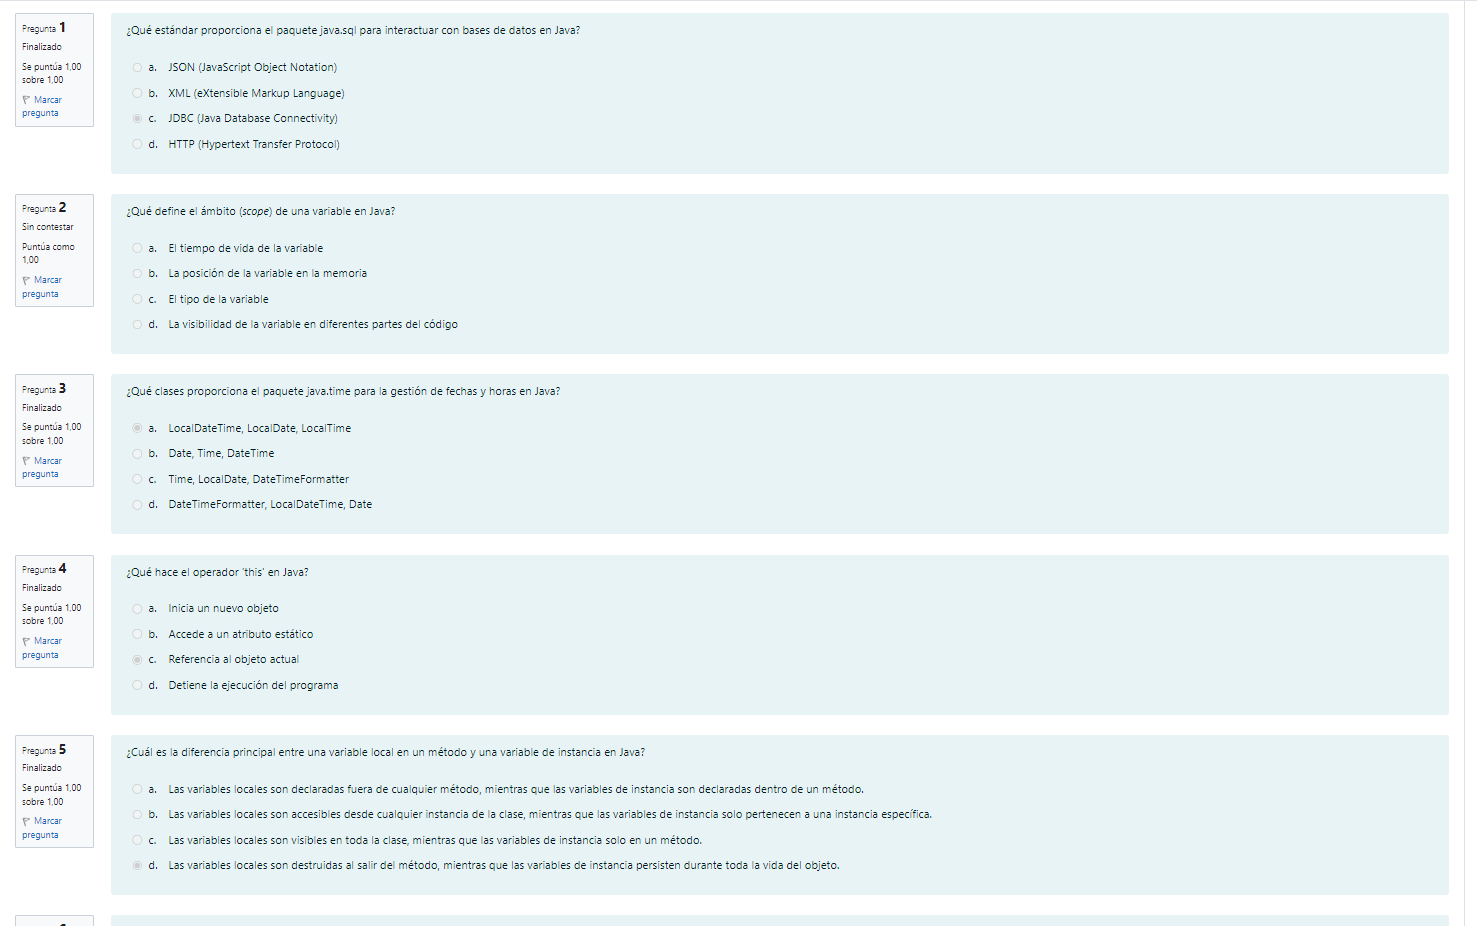 Pregunta 1
Finalizado
Se puntúa 1,00
sobre 1,00
Marcar
pregunta
¿Qué estándar proporciona el paquete java.sql para interactuar con bases de datos en Java?
a. JSON (JavaScript Object Notation)
b. XML (eXtensible Markup Language)
c. JDBC (Java Database Connectivity)
d. HTTP (Hypertext Transfer Protocol)
Pregunta 2
Sin contestar
Puntúa como
1,00
Marcar
pregunta
¿Qué define el ámbito (scope) de una variable en Java?
a. El tiempo de vida de la variable
b. La posición de la variable en la memoria
c. El tipo de la variable
d. La visibilidad de la variable en diferentes partes del código
Pregunta 3
Finalizado
Se puntúa 1,00
sobre 1,00
Marcar
pregunta
¿Qué clases proporciona el paquete java.time para la gestión de fechas y horas en Java?
a. LocalDateTime, LocalDate, LocalTime
b. Date, Time, DateTime
c. Time, LocalDate, DateTimeFormatter
d. DateTimeFormatter, LocalDateTime, Date
Pregunta 4
Finalizado
Se puntúa 1,00
sobre 1,00
Marcar
pregunta
¿Qué hace el operador 'this' en Java?
a. Inicia un nuevo objeto
b. Accede a un atributo estático
c. Referencia al objeto actual
d. Detiene la ejecución del programa
Pregunta 5
Finalizado
Se puntúa 1,00
sobre 1,00
Marcar
pregunta
¿Cuál es la diferencia principal entre una variable local en un método y una variable de instancia en Java?
a. Las variables locales son declaradas fuera de cualquier método, mientras que las variables de instancia son declaradas dentro de un método.
b. Las variables locales son accesibles desde cualquier instancia de la clase, mientras que las variables de instancia solo pertenecen a una instancia específica.
c. Las variables locales son visibles en toda la clase, mientras que las variables de instancia solo en un método.
d. Las variables locales son destruidas al salir del método, mientras que las variables de instancia persisten durante toda la vida del objeto.